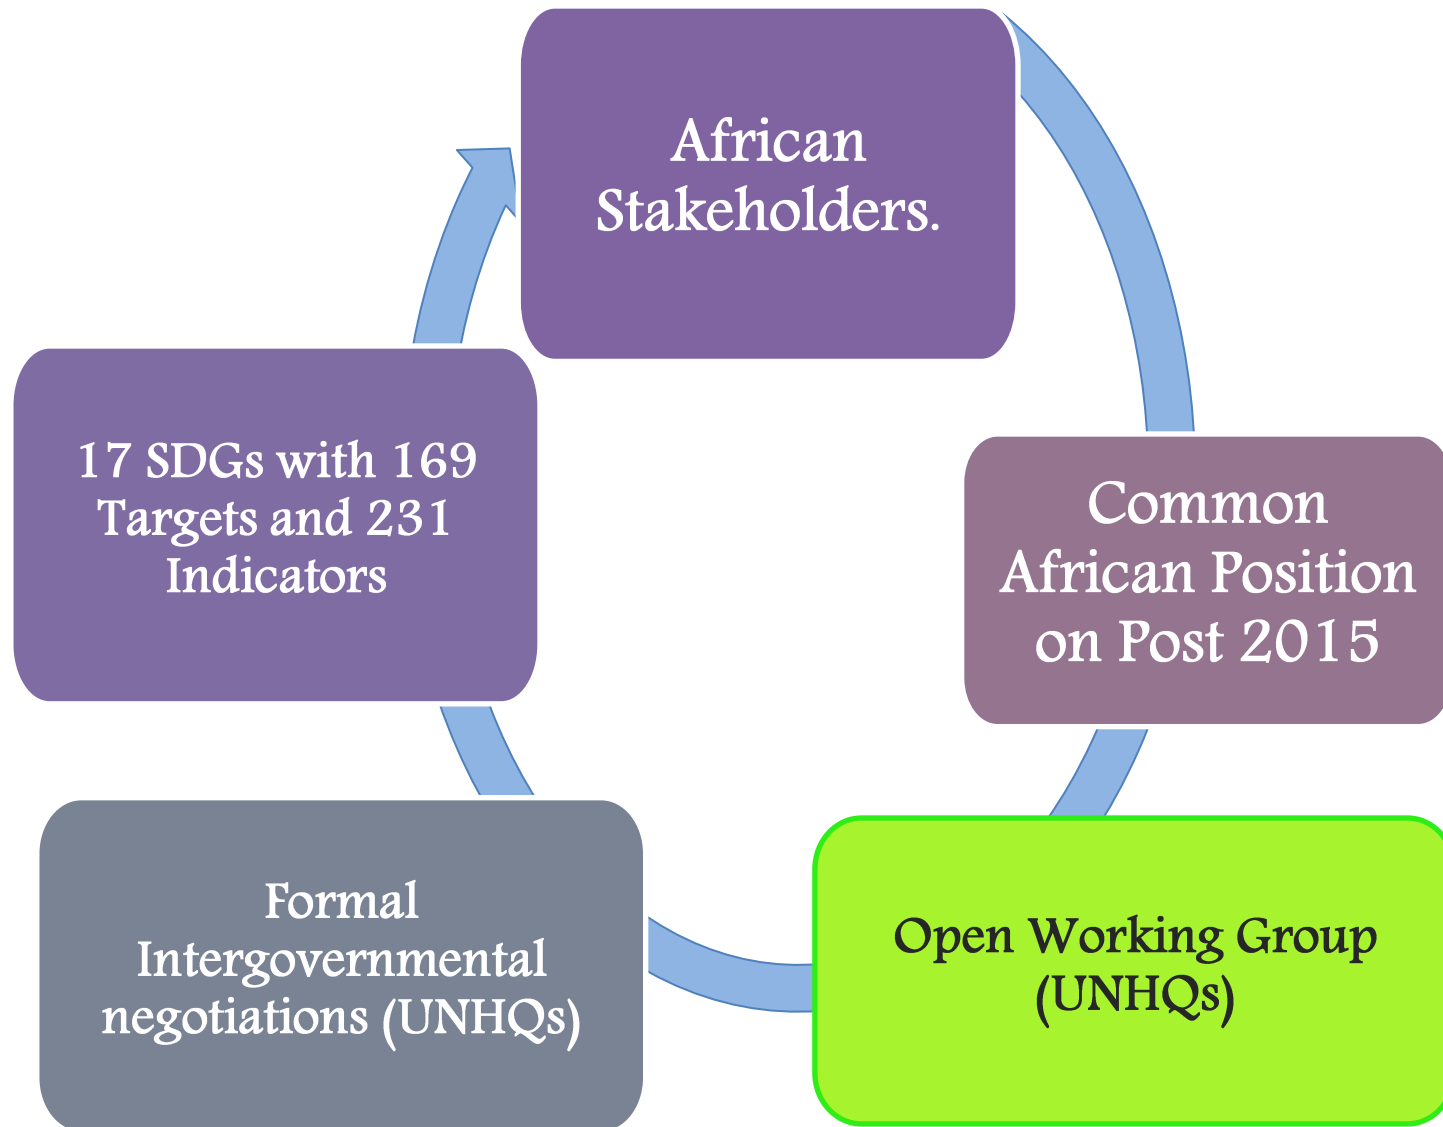 African
Stakeholders.
Common
African Position
on Post 2015
Open Working Group
(UNHQs)
Formal
Intergovernmental
negotiations (UNHQs)
17 SDGs with 169
Targets and 231
Indicators